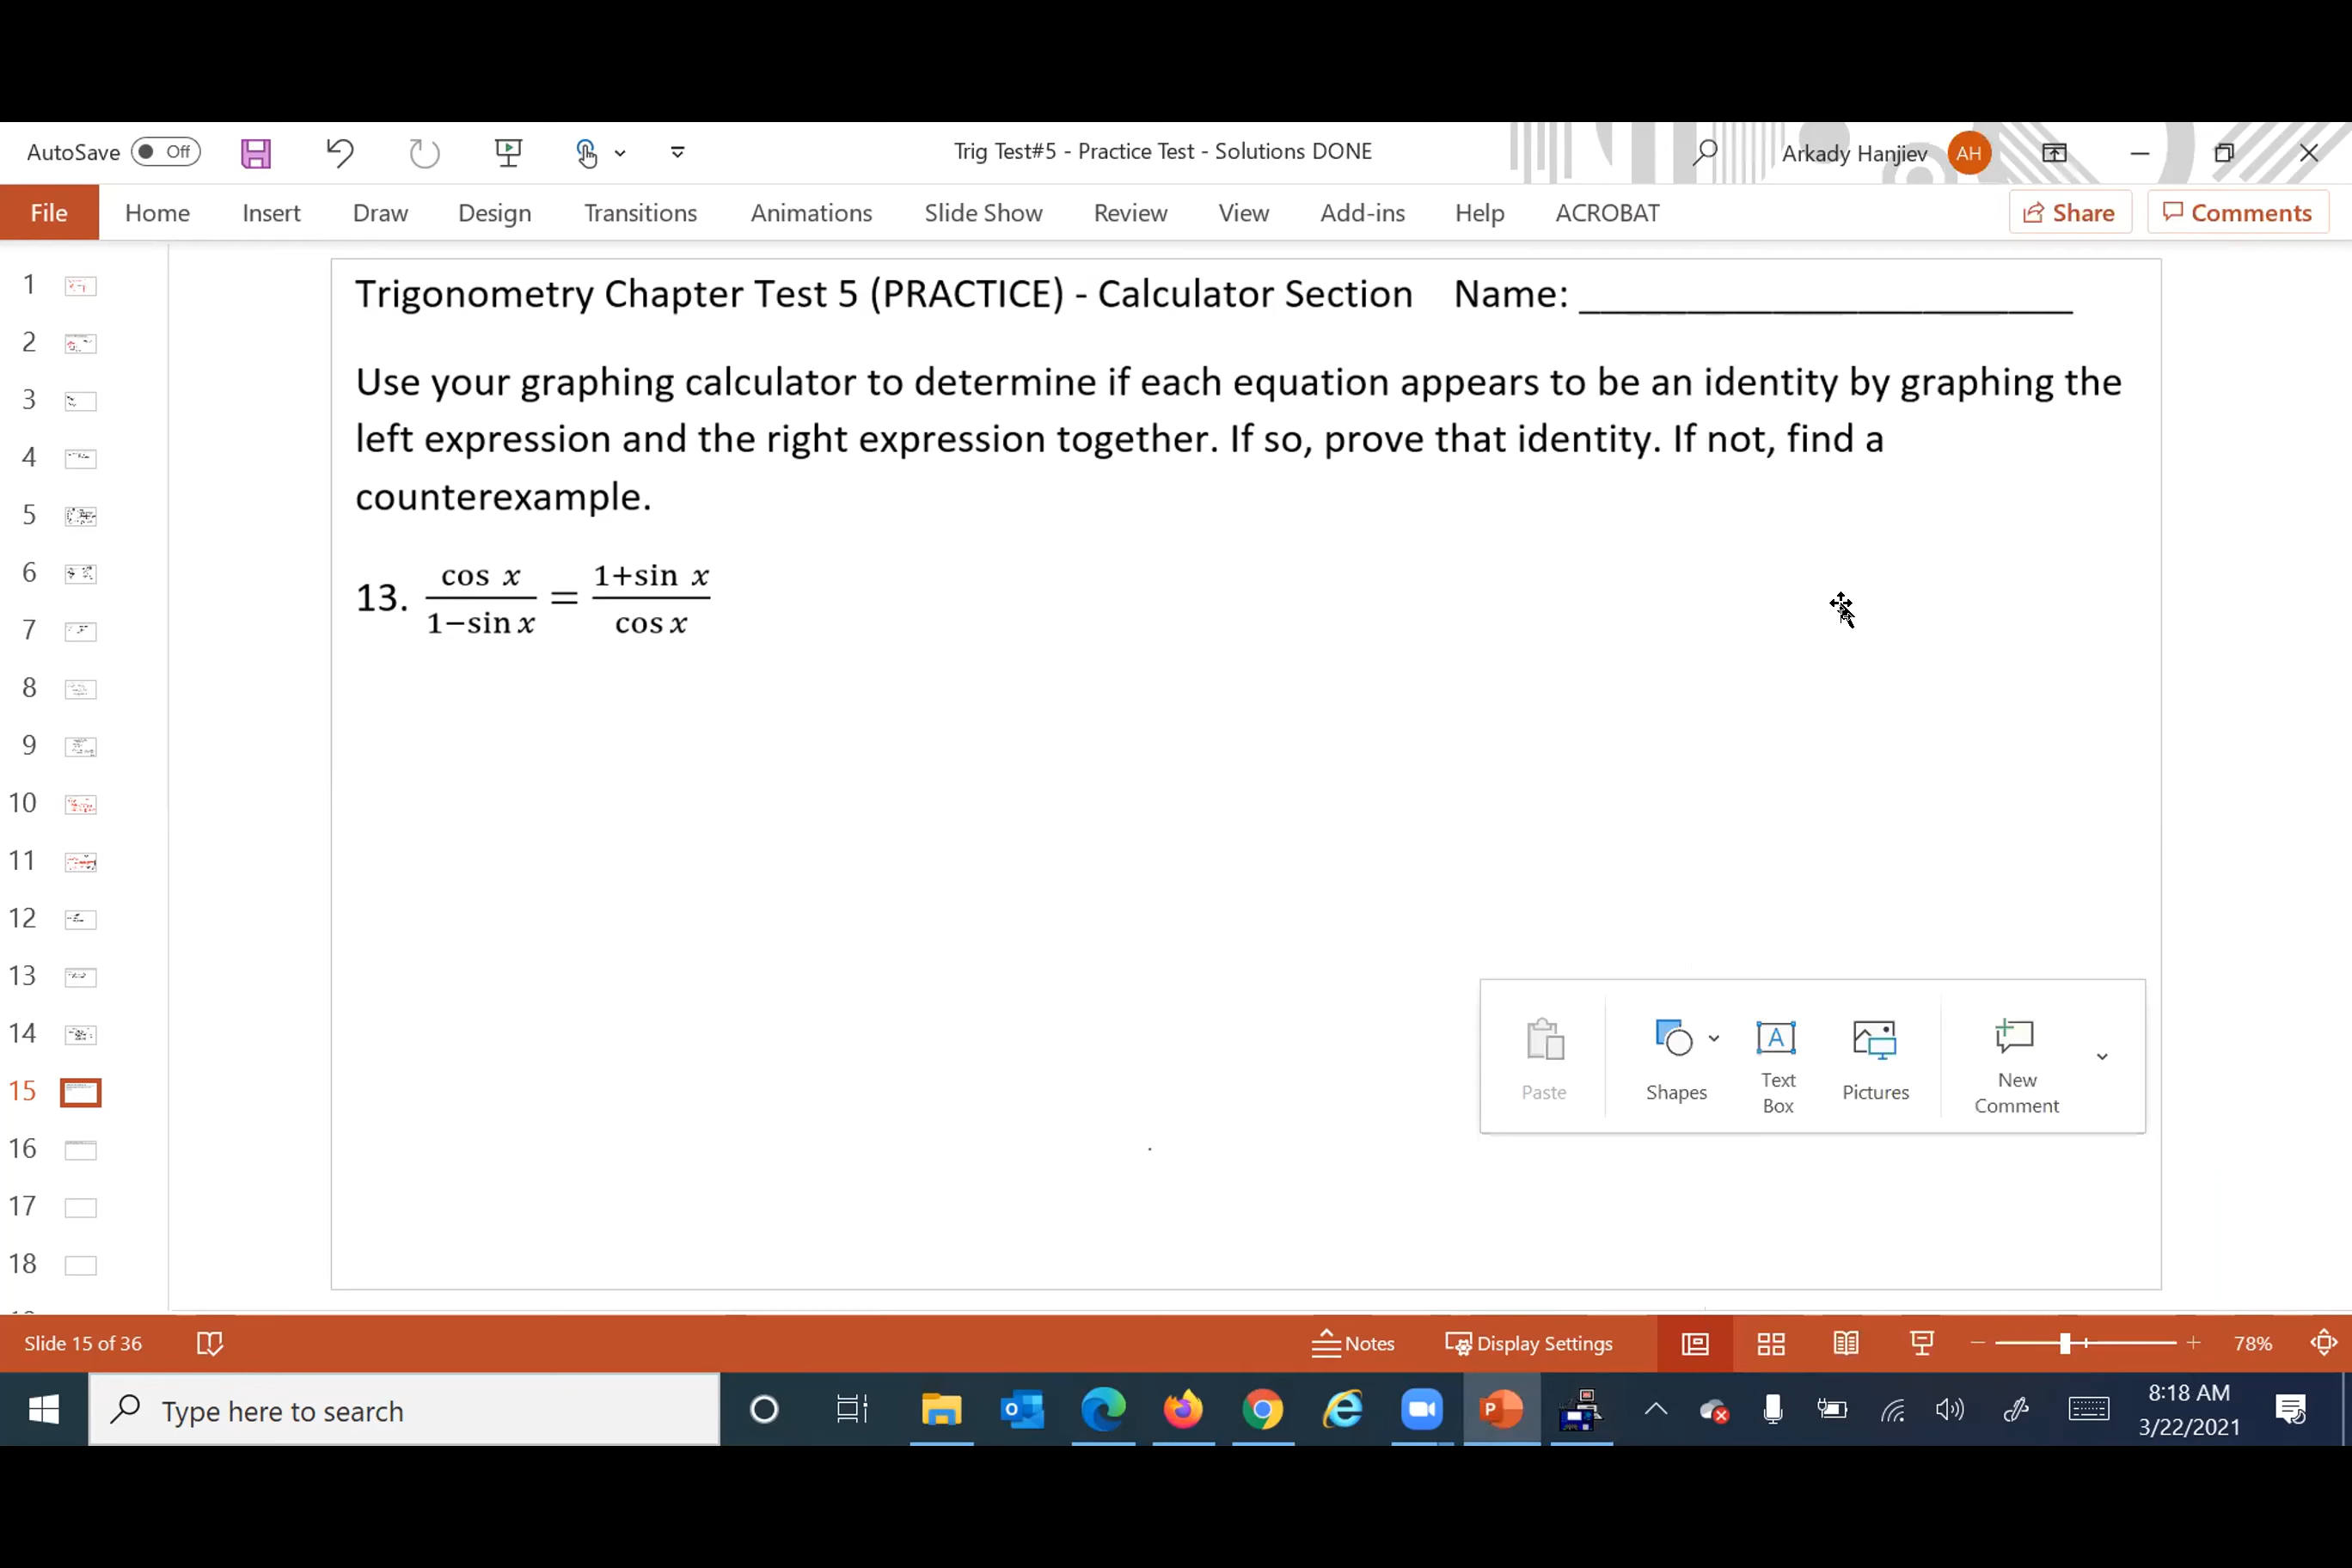 AutoSave Off Trig Test#5 - Practice Test - Solutions DONE Arkady Hanjiev AH
File Home Insert Draw Design Transitions Animations Slide Show Review View Add-ins Help ACROBAT Share Comments
1
2
3
4
5
6
7
8
9
10
11
12
13
14
15
16
17
18
Trigonometry Chapter Test 5 (PRACTICE) - Calculator Section Name: _______________________
Use your graphing calculator to determine if each equation appears to be an identity by graphing the
left expression and the right expression together. If so, prove that identity. If not, find a
counterexample.
13. cos x / 1−sin x = 1+sin x / cos x
Paste Shapes Text Box Pictures New Comment
Slide 15 of 36 Notes Display Settings 78%
Type here to search 8:18 AM
3/22/2021